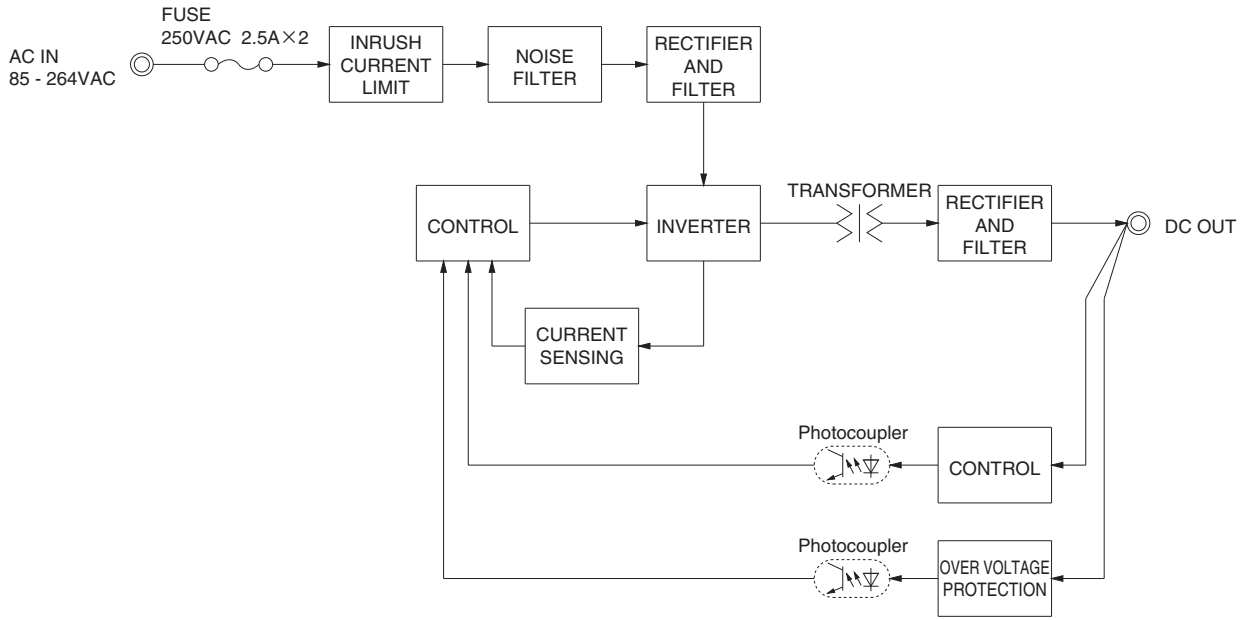 FUSE
250VAC 2.5A×2
AC IN
85 - 264VAC
INRUSH
CURRENT
LIMIT
NOISE
FILTER
RECTIFIER
AND
FILTER
CONTROL
INVERTER
TRANSFORMER
RECTIFIER
AND
FILTER
DC OUT
CURRENT
SENSING
Photocoupler
CONTROL
Photocoupler
OVER VOLTAGE
PROTECTION